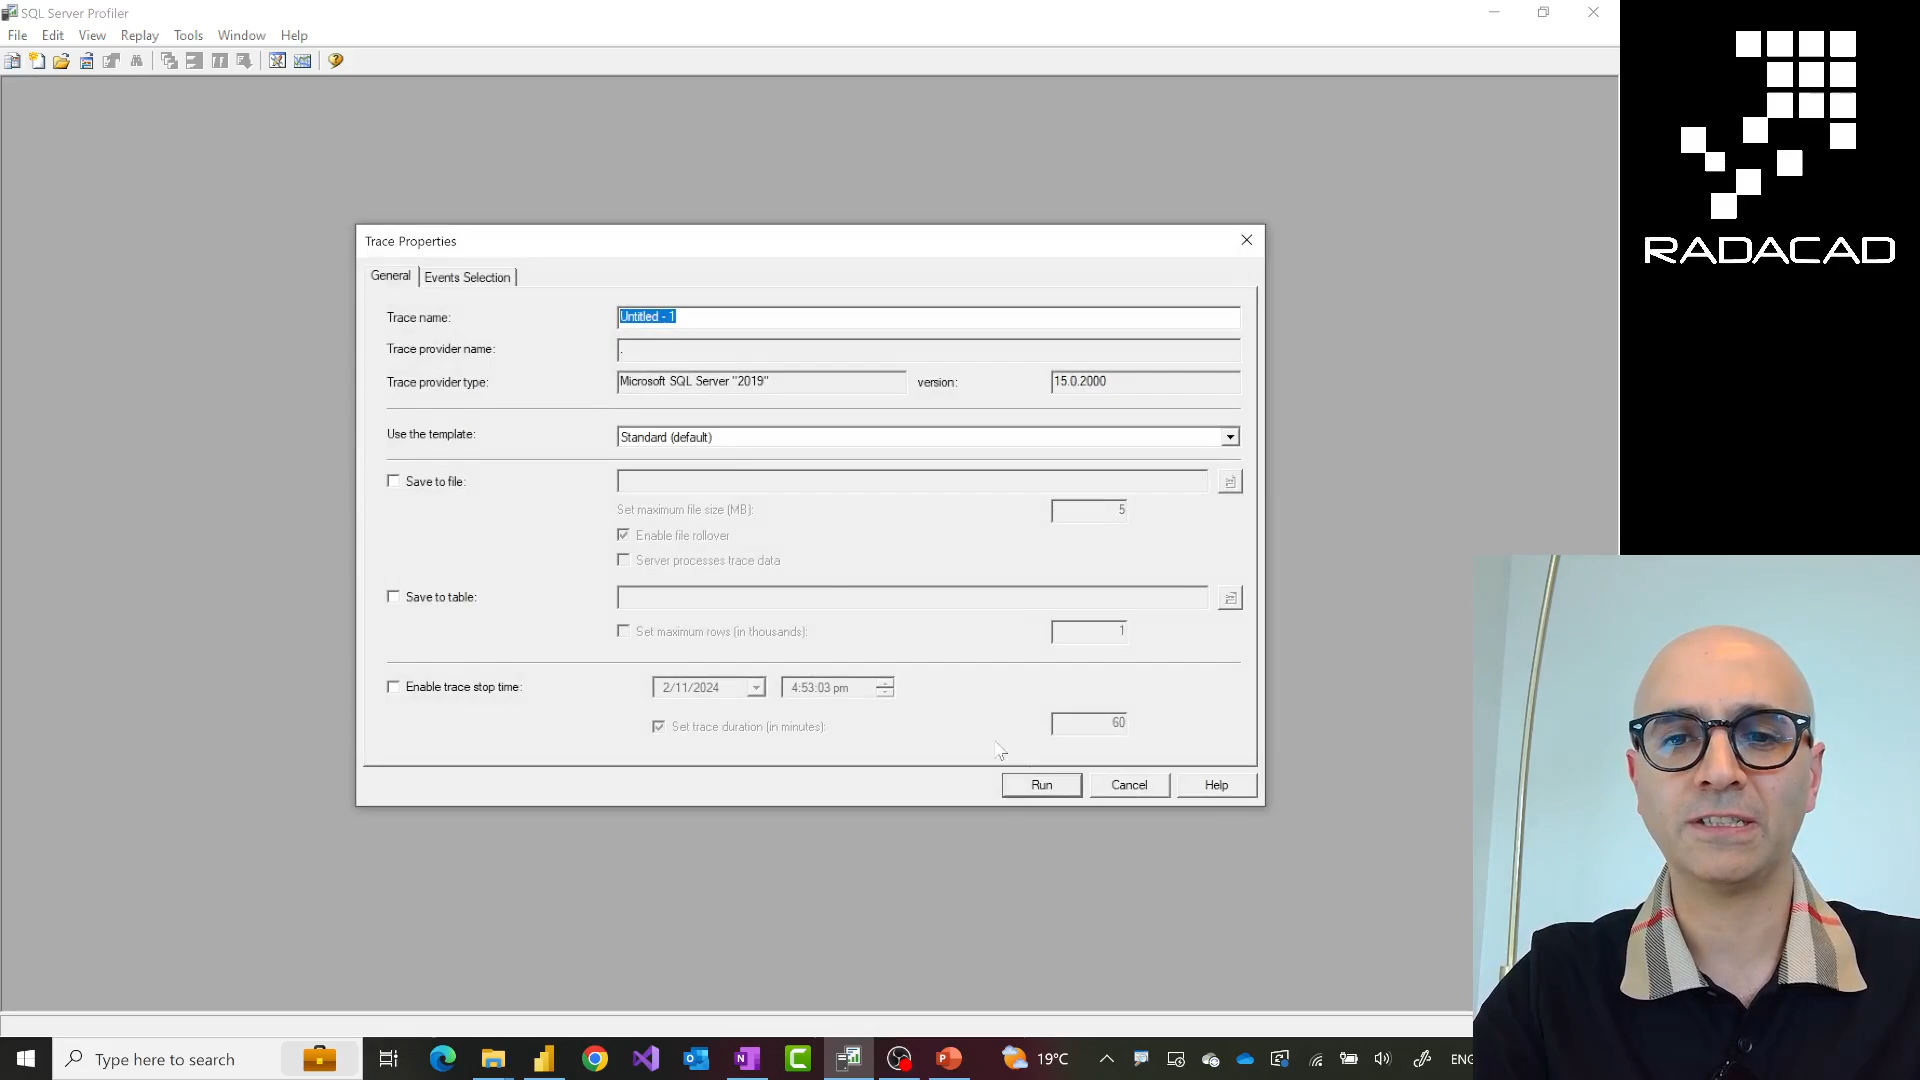 SQL Server Profiler
File Edit View Replay Tools Window Help
RADACAD
Trace Properties
General Events Selection
Trace name: Untitled - 1
Trace provider name: .
Trace provider type: Microsoft SQL Server "2019" version: 15.0.2000
Use the template: Standard (default)
Save to file:
Set maximum file size (MB): 5
Enable file rollover
Server processes trace data
Save to table:
Set maximum rows (in thousands): 1
Enable trace stop time: 2/11/2024 4:53:03 pm
Set trace duration (in minutes): 60
Run Cancel Help
Type here to search 19°C ENG